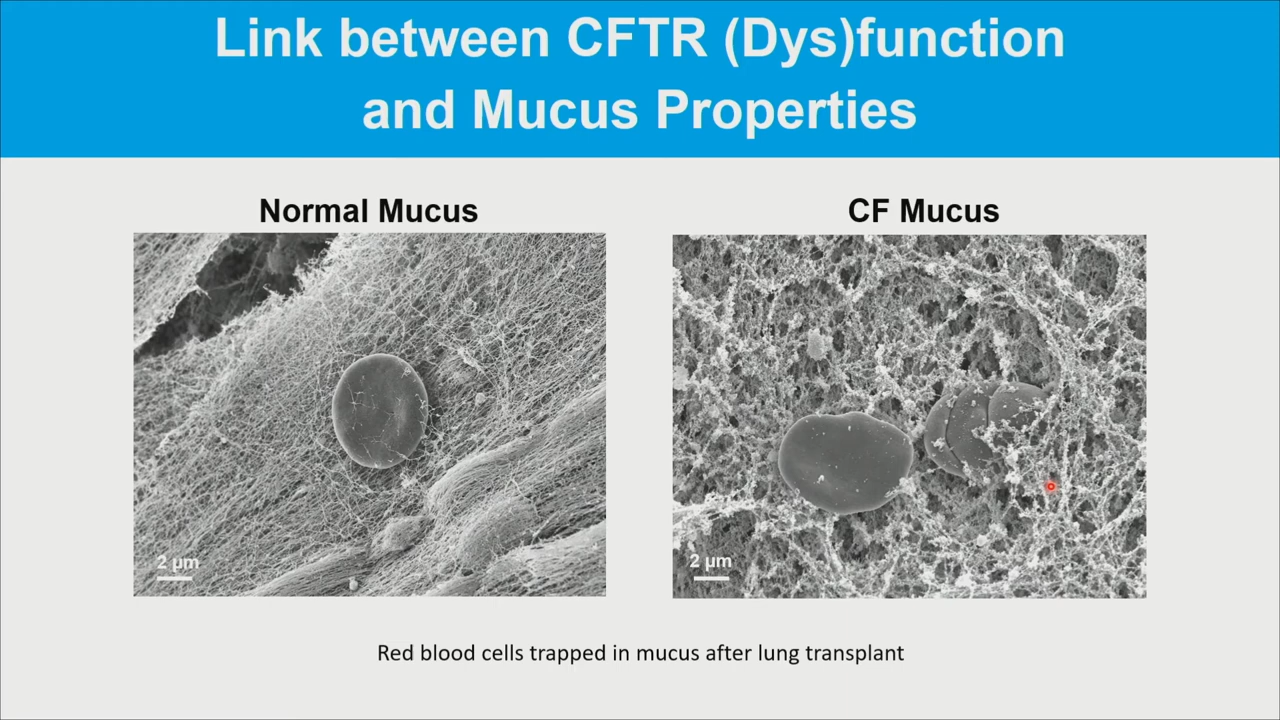 Link between CFTR (Dys)function
and Mucus Properties
Normal Mucus
CF Mucus
2 μm
2 μm
Red blood cells trapped in mucus after lung transplant